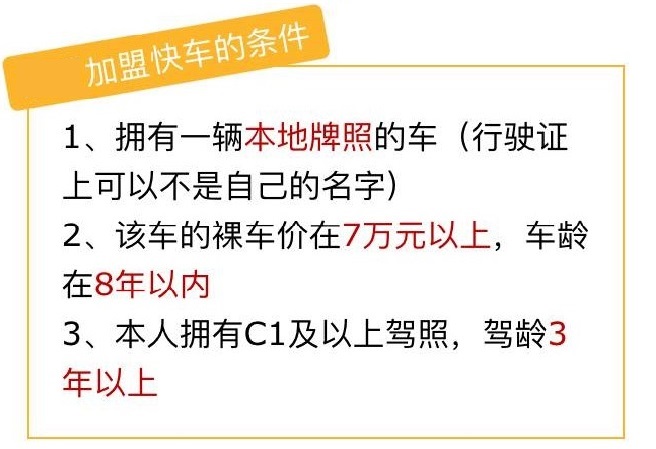 加盟快车的条件
1、拥有一辆本地牌照的车（行驶证
上可以不是自己的名字）
2、该车的裸车价在7万元以上，车龄
在8年以内
3、本人拥有C1及以上驾照，驾龄3
年以上